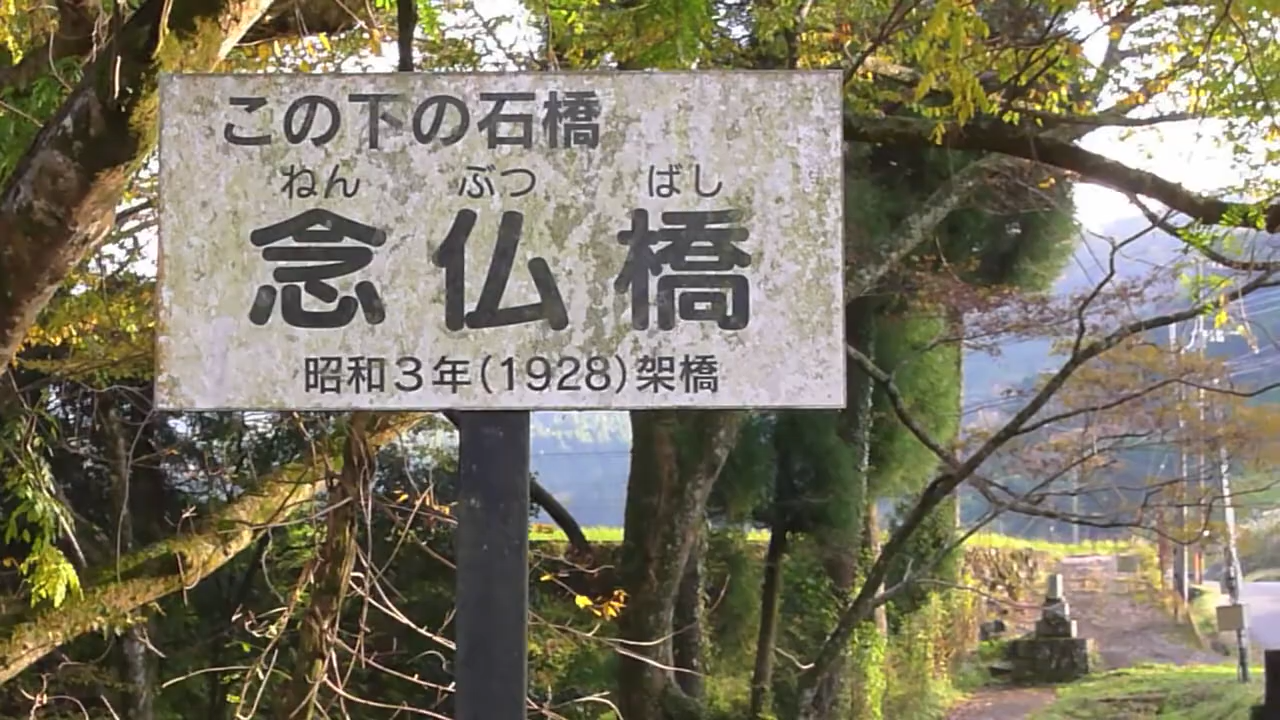 この下の石橋
ねん ぶつ ばし
念仏橋
昭和3年(1928)架橋